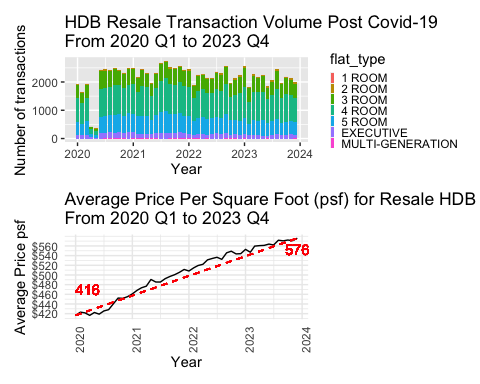 HDB Resale Transaction Volume Post Covid-19
From 2020 Q1 to 2023 Q4
Number of transactions
2000
1000
0
2020
2021
2022
2023
2024
Year
flat_type
1 ROOM
2 ROOM
3 ROOM
4 ROOM
5 ROOM
EXECUTIVE
MULTI-GENERATION
Average Price Per Square Foot (psf) for Resale HDB
From 2020 Q1 to 2023 Q4
Average Price psf
$560
$540
$520
$500
$480
$460
$440
$420
416
576
2020
2021
2022
2023
2024
Year